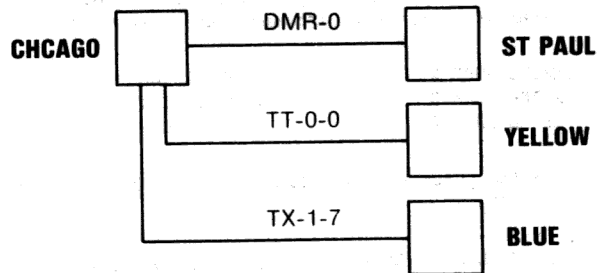 DMR-0
CHCAGO
ST PAUL
TT-0-0
YELLOW
TX-1-7
BLUE